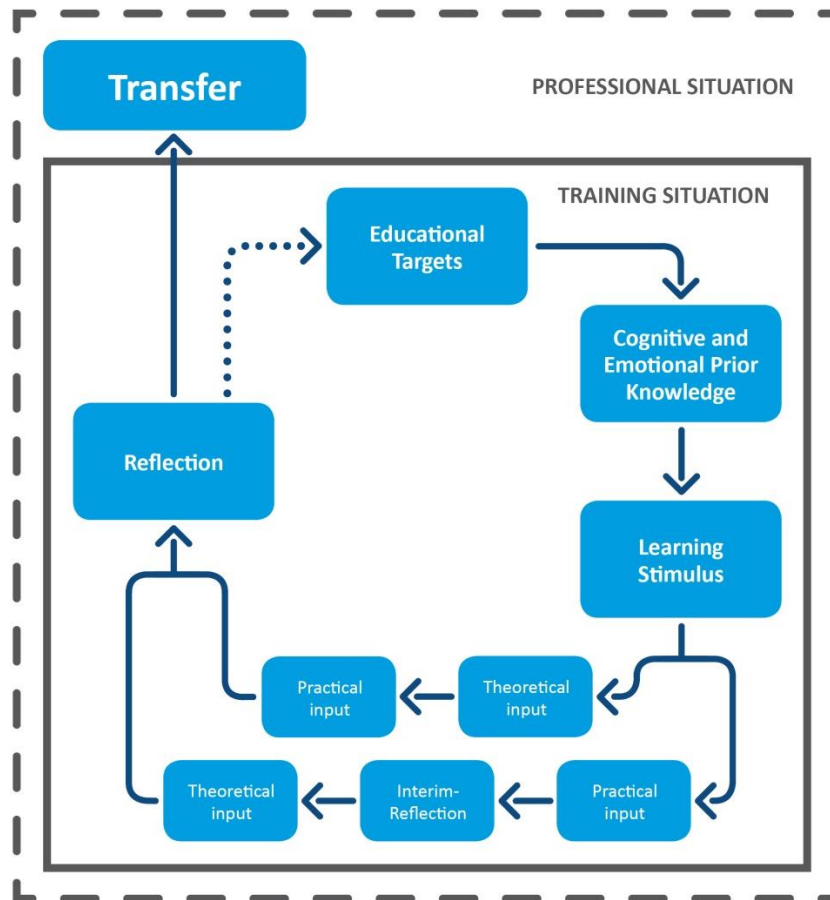 Transfer
PROFESSIONAL SITUATION
TRAINING SITUATION
Educational
Targets
Cognitive and
Emotional Prior
Knowledge
Reflection
Learning
Stimulus
Practical
input
Theoretical
input
Theoretical
input
Interim-
Reflection
Practical
input